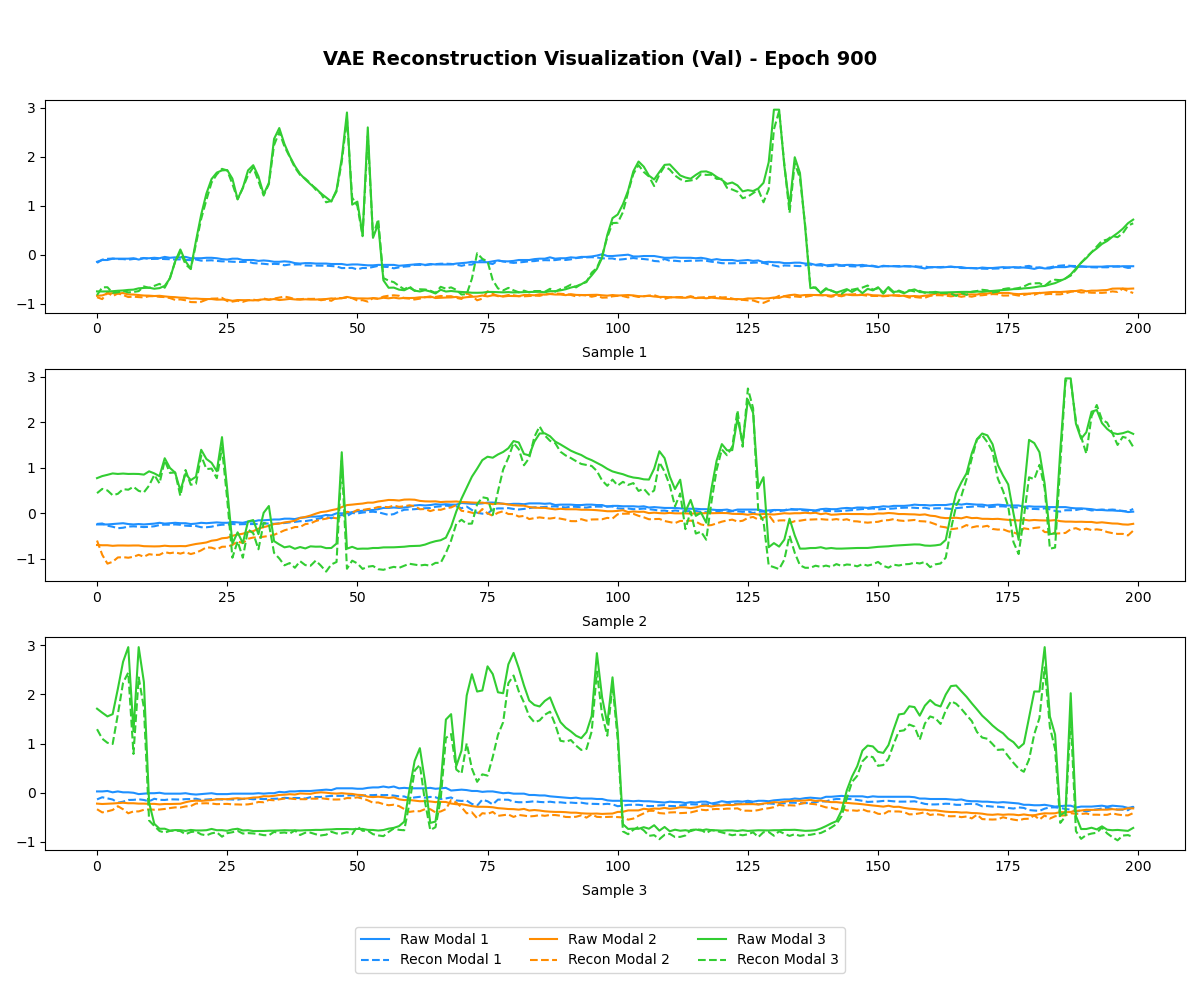 VAE Reconstruction Visualization (Val) - Epoch 900
3
2
1
0
−1
0 25 50 75 100 125 150 175 200
Sample 1
3
2
1
0
−1
0 25 50 75 100 125 150 175 200
Sample 2
3
2
1
0
−1
0 25 50 75 100 125 150 175 200
Sample 3
Raw Modal 1 Raw Modal 2 Raw Modal 3
Recon Modal 1 Recon Modal 2 Recon Modal 3